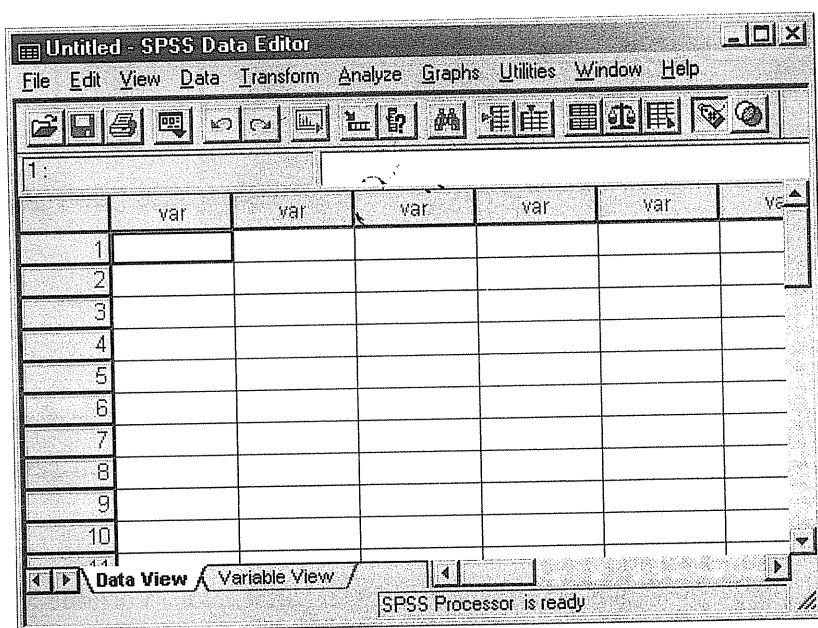 Untitled - SPSS Data Editor
File Edit View Data Transform Analyze Graphs Utilities Window Help
1 :
var var var var var
1
2
3
4
5
6
7
8
9
10
11
Data View Variable View
SPSS Processor is ready